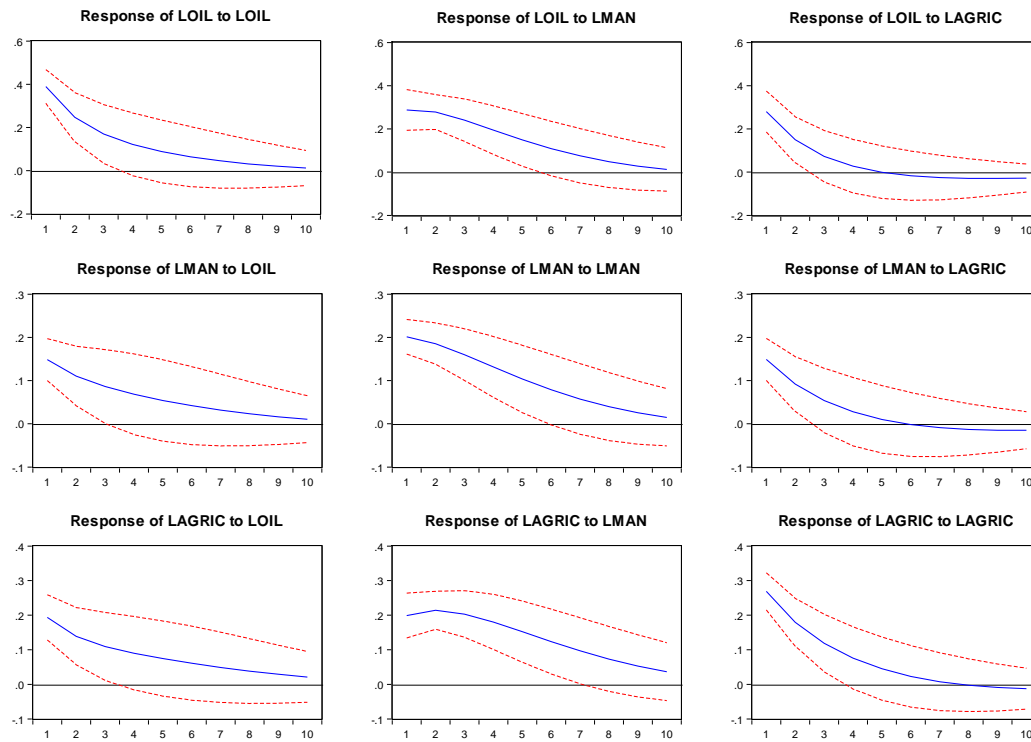 Response of LOIL to LOIL
.6
.4
.2
.0
-.2
1 2 3 4 5 6 7 8 9 10
Response of LOIL to LMAN
.6
.4
.2
.0
-.2
1 2 3 4 5 6 7 8 9 10
Response of LOIL to LAGRIC
.6
.4
.2
.0
-.2
1 2 3 4 5 6 7 8 9 10
Response of LMAN to LOIL
.3
.2
.1
.0
-.1
1 2 3 4 5 6 7 8 9 10
Response of LMAN to LMAN
.3
.2
.1
.0
-.1
1 2 3 4 5 6 7 8 9 10
Response of LMAN to LAGRIC
.3
.2
.1
.0
-.1
1 2 3 4 5 6 7 8 9 10
Response of LAGRIC to LOIL
.4
.3
.2
.1
.0
-.1
1 2 3 4 5 6 7 8 9 10
Response of LAGRIC to LMAN
.4
.3
.2
.1
.0
-.1
1 2 3 4 5 6 7 8 9 10
Response of LAGRIC to LAGRIC
.4
.3
.2
.1
.0
-.1
1 2 3 4 5 6 7 8 9 10